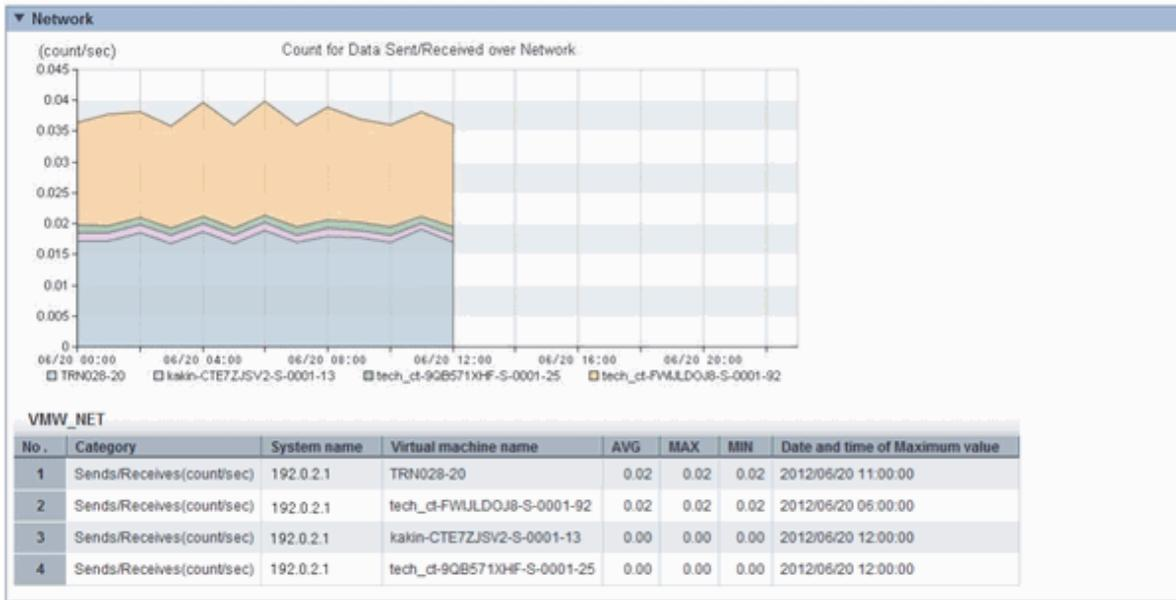 ▼ Network
(count/sec) Count for Data Sent/Received over Network
0.045
0.04
0.035
0.03
0.025
0.02
0.015
0.01
0.005
0
06/20 00:00 06/20 04:00 06/20 08:00 06/20 12:00 06/20 16:00 06/20 20:00
TRN028-20 kakin-CTE7ZJSV2-S-0001-13 tech_ct-9QB571XHF-S-0001-25 tech_ct-FWULDOJ8-S-0001-92
VMW_NET
No. Category System name Virtual machine name AVG MAX MIN Date and time of Maximum value
1 Sends/Receives(count/sec) 192.0.2.1 TRN028-20 0.02 0.02 0.02 2012/06/20 11:00:00
2 Sends/Receives(count/sec) 192.0.2.1 tech_ct-FWULDOJ8-S-0001-92 0.02 0.02 0.02 2012/06/20 06:00:00
3 Sends/Receives(count/sec) 192.0.2.1 kakin-CTE7ZJSV2-S-0001-13 0.00 0.00 0.00 2012/06/20 12:00:00
4 Sends/Receives(count/sec) 192.0.2.1 tech_ct-9QB571XHF-S-0001-25 0.00 0.00 0.00 2012/06/20 12:00:00